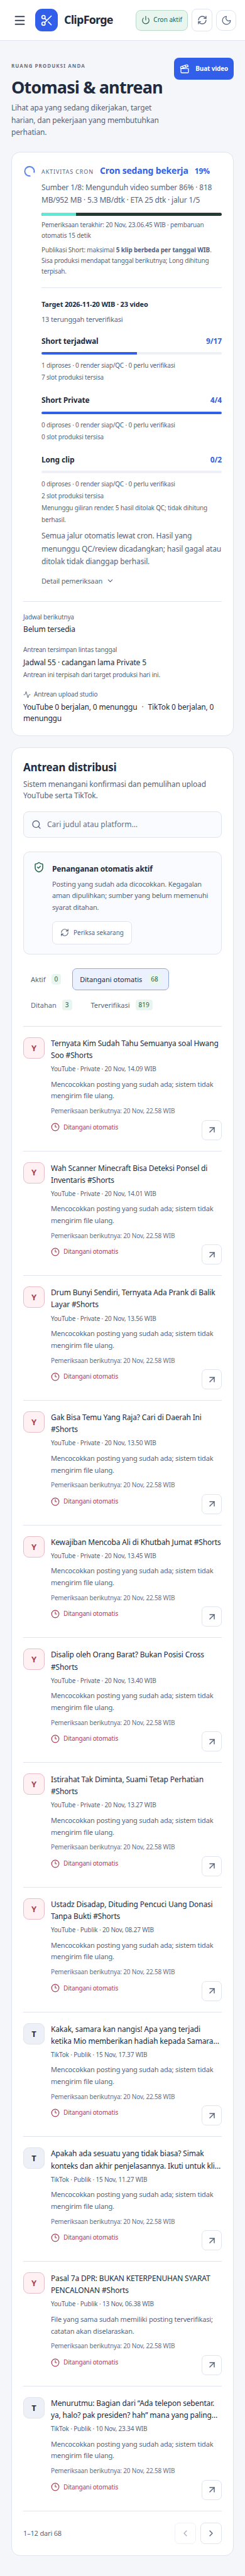 ClipForge
Cron aktif
RUANG PRODUKSI ANDA
Otomasi & antrean
Buat video
Lihat apa yang sedang dikerjakan, target
harian, dan pekerjaan yang membutuhkan
perhatian.
AKTIVITAS CRON Cron sedang bekerja 19%
Sumber 1/8: Mengunduh video sumber 86% · 818
MB/952 MB · 5.3 MB/dtk · ETA 25 dtk · jalur 1/5
Pemeriksaan terakhir: 20 Nov, 23.06.45 WIB · pembaruan
otomatis 15 detik
Publikasi Short: maksimal 5 klip berbeda per tanggal WIB.
Sisa produksi mendapat tanggal berikutnya; Long dihitung
terpisah.
Target 2026-11-20 WIB · 23 video
13 terunggah terverifikasi
Short terjadwal 9/17
1 diproses · 0 render siap/QC · 0 perlu verifikasi
7 slot produksi tersisa
Short Private 4/4
0 diproses · 0 render siap/QC · 0 perlu verifikasi
0 slot produksi tersisa
Long clip 0/2
0 diproses · 0 render siap/QC · 0 perlu verifikasi
2 slot produksi tersisa
Menunggu giliran render. 5 hasil ditolak QC; tidak dihitung
berhasil.
Semua jalur otomatis lewat cron. Hasil yang
menunggu QC/review dicadangkan; hasil gagal atau
ditolak tidak dianggap berhasil.
Detail pemeriksaan
Jadwal berikutnya
Belum tersedia
Antrean tersimpan lintas tanggal
Jadwal 55 · cadangan lama Private 5
Antrean ini terpisah dari target produksi hari ini.
Antrean upload studio
YouTube 0 berjalan, 0 menunggu · TikTok 0 berjalan, 0
menunggu
Antrean distribusi
Sistem menangani konfirmasi dan pemulihan upload
YouTube serta TikTok.
Cari judul atau platform...
Penanganan otomatis aktif
Posting yang sudah ada dicocokkan. Kegagalan
aman dipulihkan; sumber yang belum memenuhi
syarat ditahan.
Periksa sekarang
Aktif 0
Ditangani otomatis 68
Ditahan 3
Terverifikasi 819
Y
Ternyata Kim Sudah Tahu Semuanya soal Hwang
Soo #Shorts
YouTube · Private · 20 Nov, 14.09 WIB
Mencocokkan posting yang sudah ada; sistem tidak
mengirim file ulang.
Pemeriksaan berikutnya: 20 Nov, 22.58 WIB
Ditangani otomatis
Y
Wah Scanner Minecraft Bisa Deteksi Ponsel di
Inventaris #Shorts
YouTube · Private · 20 Nov, 14.01 WIB
Mencocokkan posting yang sudah ada; sistem tidak
mengirim file ulang.
Pemeriksaan berikutnya: 20 Nov, 22.58 WIB
Ditangani otomatis
Y
Drum Bunyi Sendiri, Ternyata Ada Prank di Balik
Layar #Shorts
YouTube · Private · 20 Nov, 13.56 WIB
Mencocokkan posting yang sudah ada; sistem tidak
mengirim file ulang.
Pemeriksaan berikutnya: 20 Nov, 22.58 WIB
Ditangani otomatis
Y
Gak Bisa Temu Yang Raja? Cari di Daerah Ini
#Shorts
YouTube · Private · 20 Nov, 13.50 WIB
Mencocokkan posting yang sudah ada; sistem tidak
mengirim file ulang.
Pemeriksaan berikutnya: 20 Nov, 22.58 WIB
Ditangani otomatis
Y
Kewajiban Mencoba Ali di Khutbah Jumat #Shorts
YouTube · Private · 20 Nov, 13.45 WIB
Mencocokkan posting yang sudah ada; sistem tidak
mengirim file ulang.
Pemeriksaan berikutnya: 20 Nov, 22.58 WIB
Ditangani otomatis
Y
Disalip oleh Orang Barat? Bukan Posisi Cross
#Shorts
YouTube · Private · 20 Nov, 13.40 WIB
Mencocokkan posting yang sudah ada; sistem tidak
mengirim file ulang.
Pemeriksaan berikutnya: 20 Nov, 22.58 WIB
Ditangani otomatis
Y
Istirahat Tak Diminta, Suami Tetap Perhatian
#Shorts
YouTube · Private · 20 Nov, 13.27 WIB
Mencocokkan posting yang sudah ada; sistem tidak
mengirim file ulang.
Pemeriksaan berikutnya: 20 Nov, 22.58 WIB
Ditangani otomatis
Y
Ustadz Disadap, Dituding Pencuci Uang Donasi
Tanpa Bukti #Shorts
YouTube · Publik · 20 Nov, 08.27 WIB
Mencocokkan posting yang sudah ada; sistem tidak
mengirim file ulang.
Pemeriksaan berikutnya: 20 Nov, 22.58 WIB
Ditangani otomatis
T
Kakak, samara kan nangis! Apa yang terjadi
ketika Mio memberikan hadiah kepada Samara...
TikTok · Publik · 15 Nov, 17.37 WIB
Mencocokkan posting yang sudah ada; sistem tidak
mengirim file ulang.
Pemeriksaan berikutnya: 20 Nov, 22.58 WIB
Ditangani otomatis
T
Apakah ada sesuatu yang tidak biasa? Simak
konteks dan akhir penjelasannya. Ikuti untuk kli...
TikTok · Publik · 15 Nov, 11.27 WIB
Mencocokkan posting yang sudah ada; sistem tidak
mengirim file ulang.
Pemeriksaan berikutnya: 20 Nov, 22.58 WIB
Ditangani otomatis
Y
Pasal 7a DPR: BUKAN KETERPENUHAN SYARAT
PENCALONAN #Shorts
YouTube · Publik · 13 Nov, 06.38 WIB
File yang sama sudah memiliki posting terverifikasi;
catatan akan diselaraskan.
Pemeriksaan berikutnya: 20 Nov, 22.58 WIB
Ditangani otomatis
T
Menurutmu: Bagian dari “Ada telepon sebentar.
ya, halo? pak presiden? hah” mana yang paling...
TikTok · Publik · 10 Nov, 23.34 WIB
Mencocokkan posting yang sudah ada; sistem tidak
mengirim file ulang.
Pemeriksaan berikutnya: 20 Nov, 22.58 WIB
Ditangani otomatis
1–12 dari 68